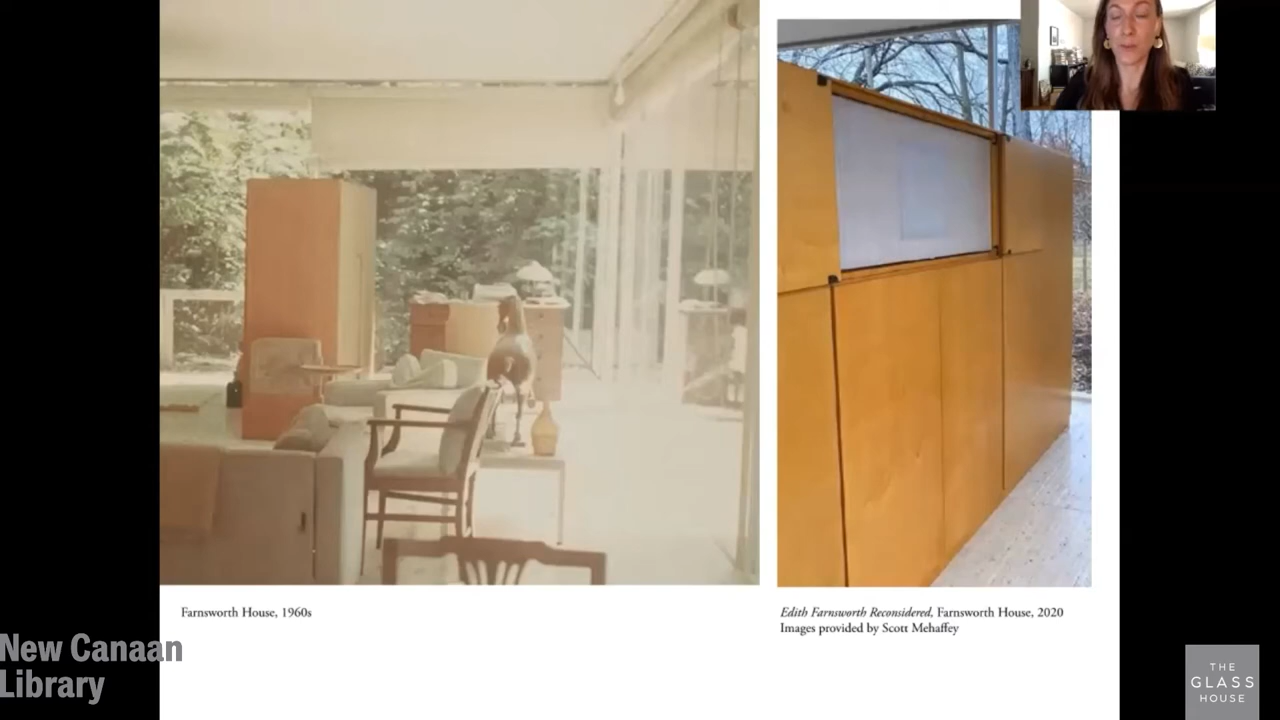 Farnsworth House, 1960s
Edith Farnsworth Reconsidered, Farnsworth House, 2020
Images provided by Scott Mehaffey
New Canaan
Library
THE
GLASS
HOUSE